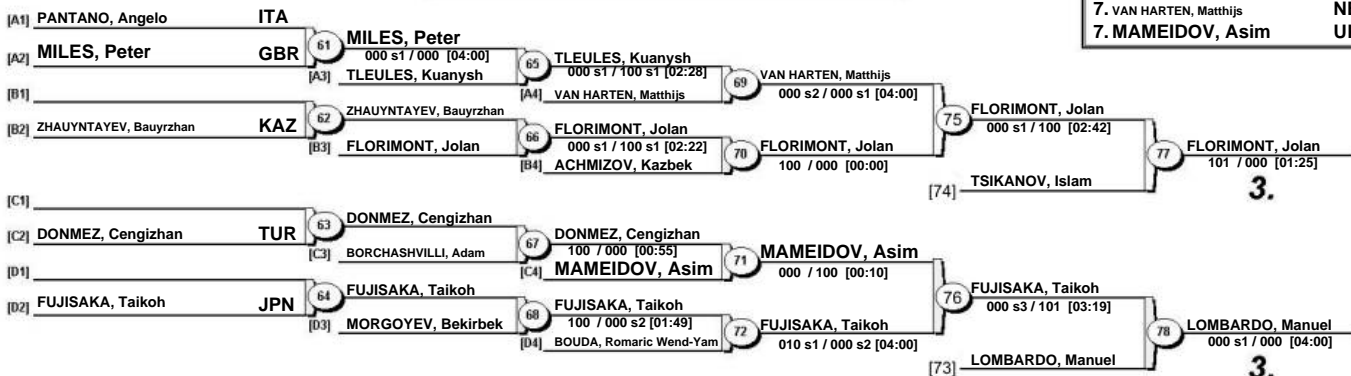 [A1] PANTANO, Angelo ITA
[A2] MILES, Peter GBR
61 MILES, Peter
000 s1 / 000 [04:00]
[A3] TLEULES, Kuanysh
65 TLEULES, Kuanysh
000 s1 / 100 s1 [02:28]
[A4] VAN HARTEN, Matthijs
69 VAN HARTEN, Matthijs
000 s2 / 000 s1 [04:00]
[B1]
[B2] ZHAUYNTAYEV, Bauyrzhan KAZ
62 ZHAUYNTAYEV, Bauyrzhan
[B3] FLORIMONT, Jolan
66 FLORIMONT, Jolan
000 s1 / 100 s1 [02:22]
[B4] ACHMIZOV, Kazbek
70 FLORIMONT, Jolan
100 / 000 [00:00]
75 FLORIMONT, Jolan
000 s1 / 100 [02:42]
[74] TSIKANOV, Islam
77 FLORIMONT, Jolan
101 / 000 [01:25]
3.
7. VAN HARTEN, Matthijs
7. MAMEIDOV, Asim
[C1]
[C2] DONMEZ, Cengizhan TUR
63 DONMEZ, Cengizhan
[C3] BORCHASHVILLI, Adam
67 DONMEZ, Cengizhan
100 / 000 [00:55]
[C4] MAMEIDOV, Asim
71 MAMEIDOV, Asim
000 / 100 [00:10]
[D1]
[D2] FUJISAKA, Taikoh JPN
64 FUJISAKA, Taikoh
[D3] MORGOYEV, Bekirbek
68 FUJISAKA, Taikoh
100 / 000 s2 [01:49]
[D4] BOUDA, Romaric Wend-Yam
72 FUJISAKA, Taikoh
010 s1 / 000 s2 [04:00]
76 FUJISAKA, Taikoh
000 s3 / 101 [03:19]
[73] LOMBARDO, Manuel
78 LOMBARDO, Manuel
000 s1 / 000 [04:00]
3.